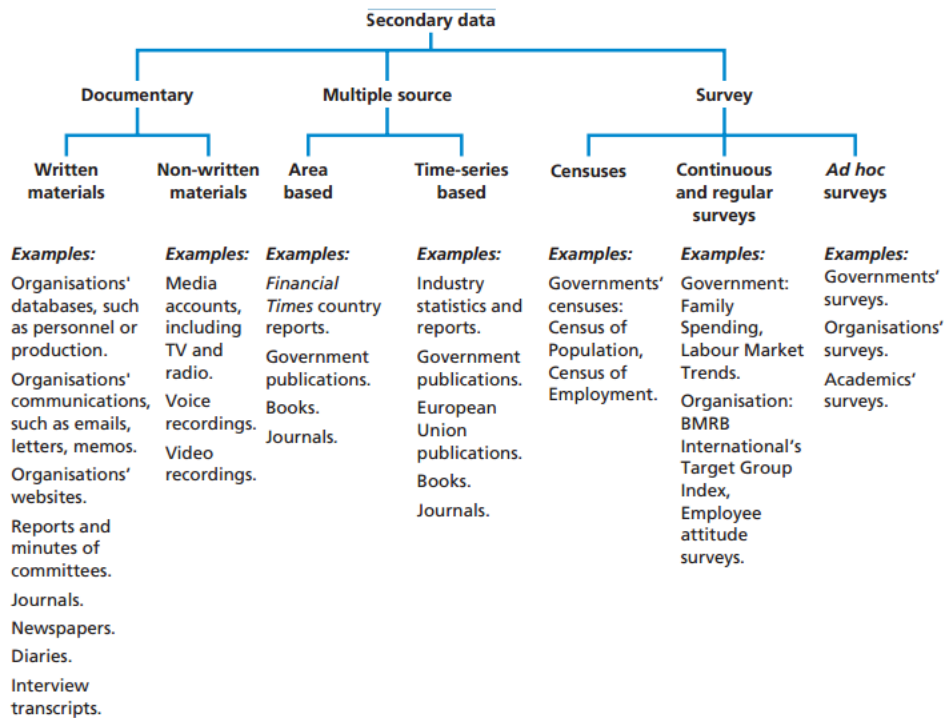 Secondary data
Documentary
Multiple source
Survey
Written
materials
Non-written
materials
Area
based
Time-series
based
Censuses
Continuous
and regular
surveys
Ad hoc
surveys
Examples:
Organisations'
databases, such
as personnel or
production.
Organisations'
communications,
such as emails,
letters, memos.
Organisations'
websites.
Reports and
minutes of
committees.
Journals.
Newspapers.
Diaries.
Interview
transcripts.
Examples:
Media
accounts,
including
TV and
radio.
Voice
recordings.
Video
recordings.
Examples:
Financial
Times country
reports.
Government
publications.
Books.
Journals.
Examples:
Industry
statistics and
reports.
Government
publications.
European
Union
publications.
Books.
Journals.
Examples:
Governments'
censuses:
Census of
Population,
Census of
Employment.
Examples:
Government:
Family
Spending,
Labour Market
Trends.
Organisation:
BMRB
International's
Target Group
Index,
Employee
attitude
surveys.
Examples:
Governments'
surveys.
Organisations'
surveys.
Academics'
surveys.